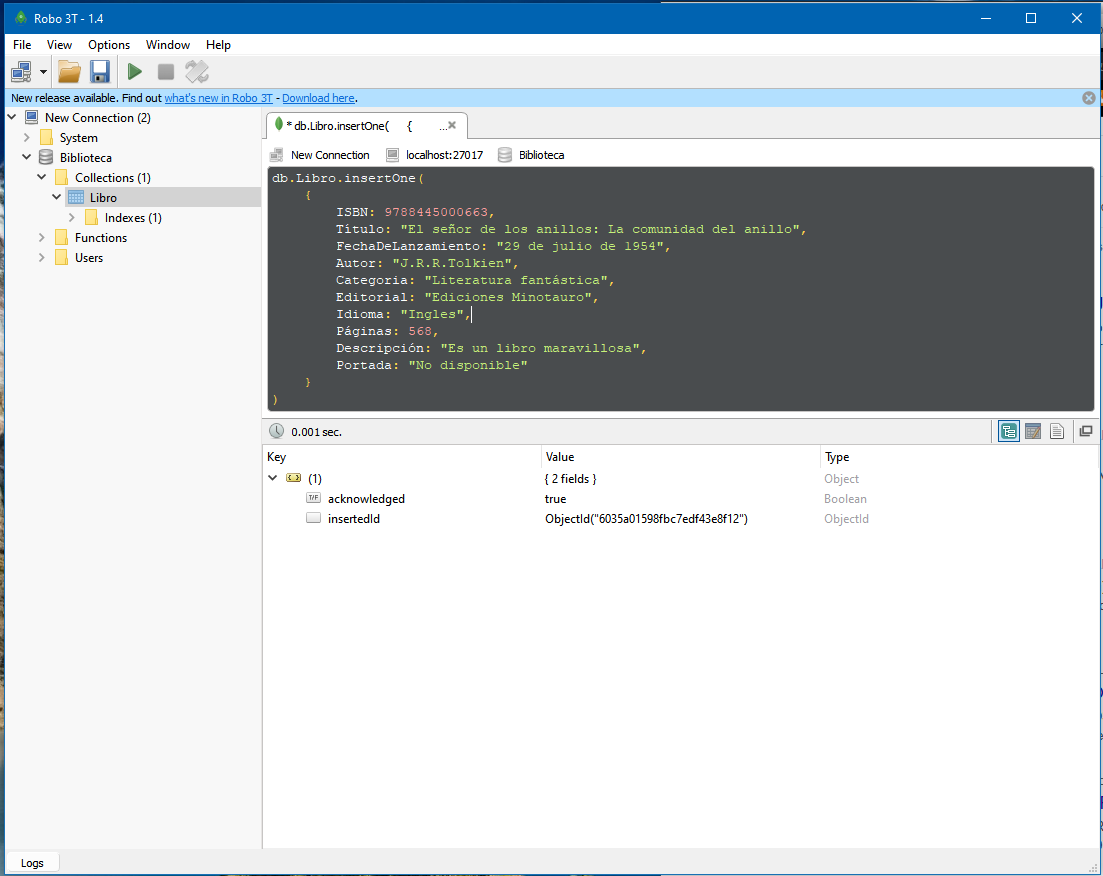 Robo 3T - 1.4
File View Options Window Help
New release available. Find out what's new in Robo 3T - Download here.
New Connection (2)
System
Biblioteca
Collections (1)
Libro
Indexes (1)
Functions
Users
* db.Libro.insertOne( { ...
New Connection localhost:27017 Biblioteca
db.Libro.insertOne(
{
ISBN: 9788445000663,
Título: "El señor de los anillos: La comunidad del anillo",
FechaDeLanzamiento: "29 de julio de 1954",
Autor: "J.R.R.Tolkien",
Categoria: "Literatura fantástica",
Editorial: "Ediciones Minotauro",
Idioma: "Ingles",
Páginas: 568,
Descripción: "Es un libro maravillosa",
Portada: "No disponible"
}
)
0.001 sec.
Key Value Type
(1) { 2 fields } Object
T/F acknowledged true Boolean
insertedId ObjectId("6035a01598fbc7edf43e8f12") ObjectId
Logs